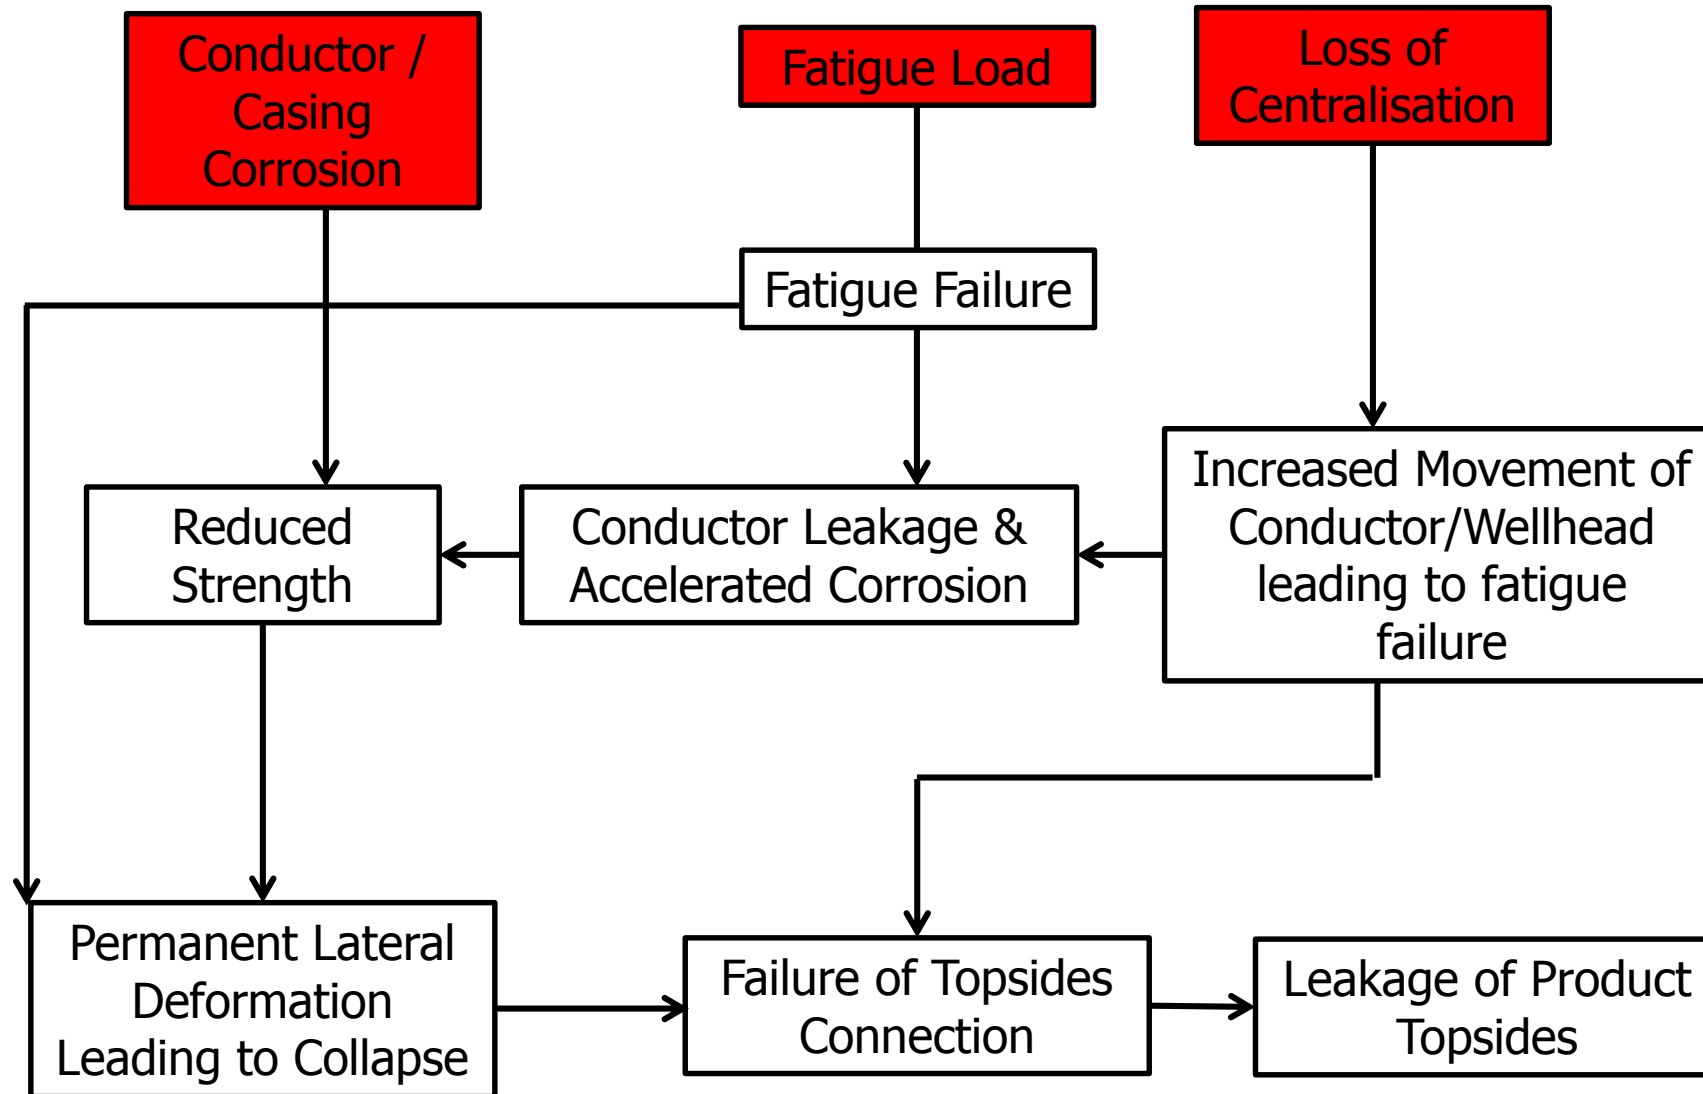 Conductor /
Casing
Corrosion
Fatigue Load
Loss of
Centralisation
Fatigue Failure
Reduced
Strength
Conductor Leakage &
Accelerated Corrosion
Increased Movement of
Conductor/Wellhead
leading to fatigue
failure
Permanent Lateral
Deformation
Leading to Collapse
Failure of Topsides
Connection
Leakage of Product
Topsides